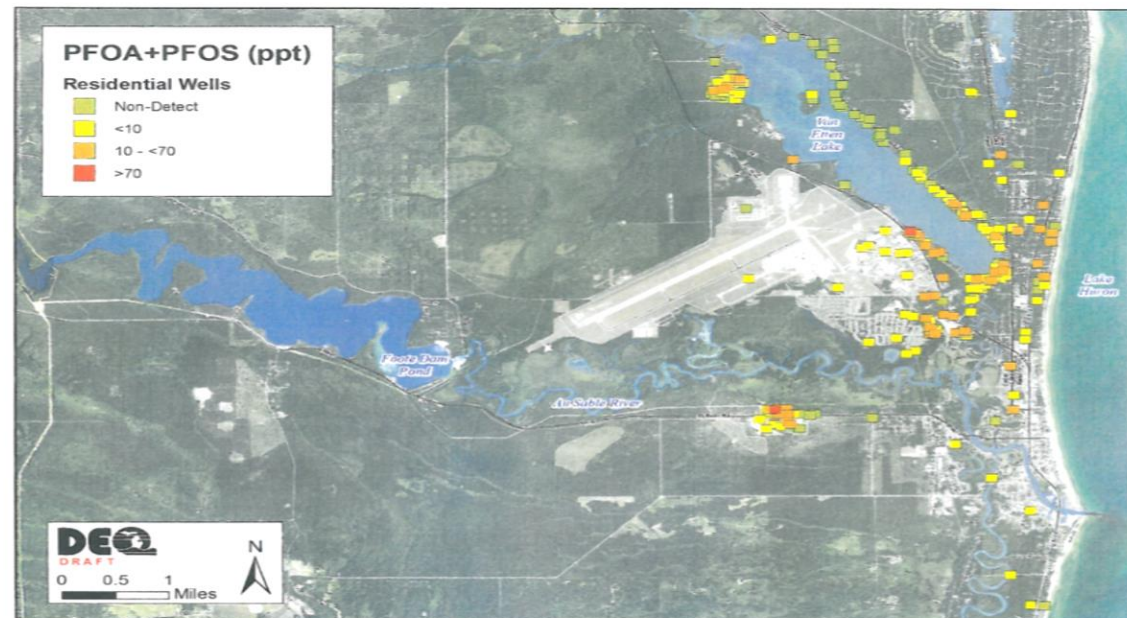 PFOA+PFOS (ppt)
Residential Wells
Non-Detect
<10
10 - <70
>70
Van
Etten
Lake
Lake
Huron
Foote Dam
Pond
Au Sable River
DEQ
DRAFT
N
0 0.5 1
Miles